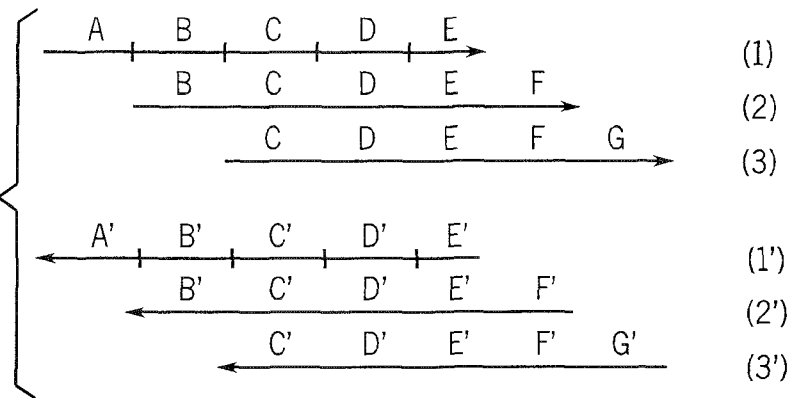 A B C D E (1)
B C D E F (2)
C D E F G (3)
A' B' C' D' E' (1')
B' C' D' E' F' (2')
C' D' E' F' G' (3')